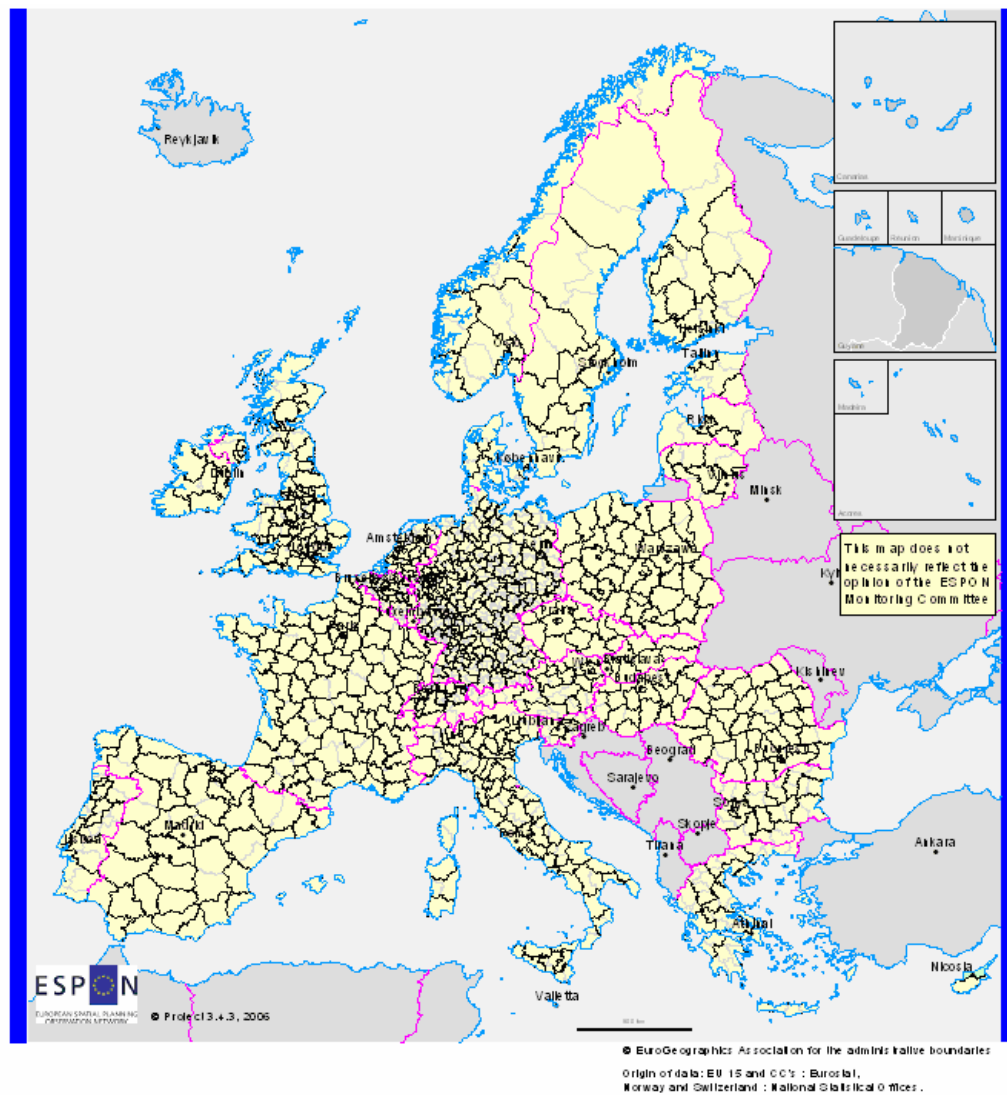 Reykjavik
Canarias
Guadeloupe
Réunion
Martinique
Guyane
Madeira
Acores
Oslo
Helsinki
Stockholm
Tallinn
Riga
København
Vilnius
Minsk
Dublin
London
Amsterdam
Berlin
Warszawa
This map does not
necessarily reflect the
opinion of the ESPON
Monitoring Committee
Paris
Praha
Bratislava
Budapest
Kishinev
Ljubljana
Zagreb
Beograd
Bucuresti
Sarajevo
Sofia
Skopje
Tirana
Ankara
Madrid
Lisboa
Roma
Athinai
Nicosia
Valletta
ESPON
EUROPEAN SPATIAL PLANNING
OBSERVATION NETWORK
© Project 3.4.3, 2006
© EuroGeographics Association for the administrative boundaries
Origin of data: EU 15 and CC's : Eurostat,
Norway and Switzerland : National Statistical Offices.